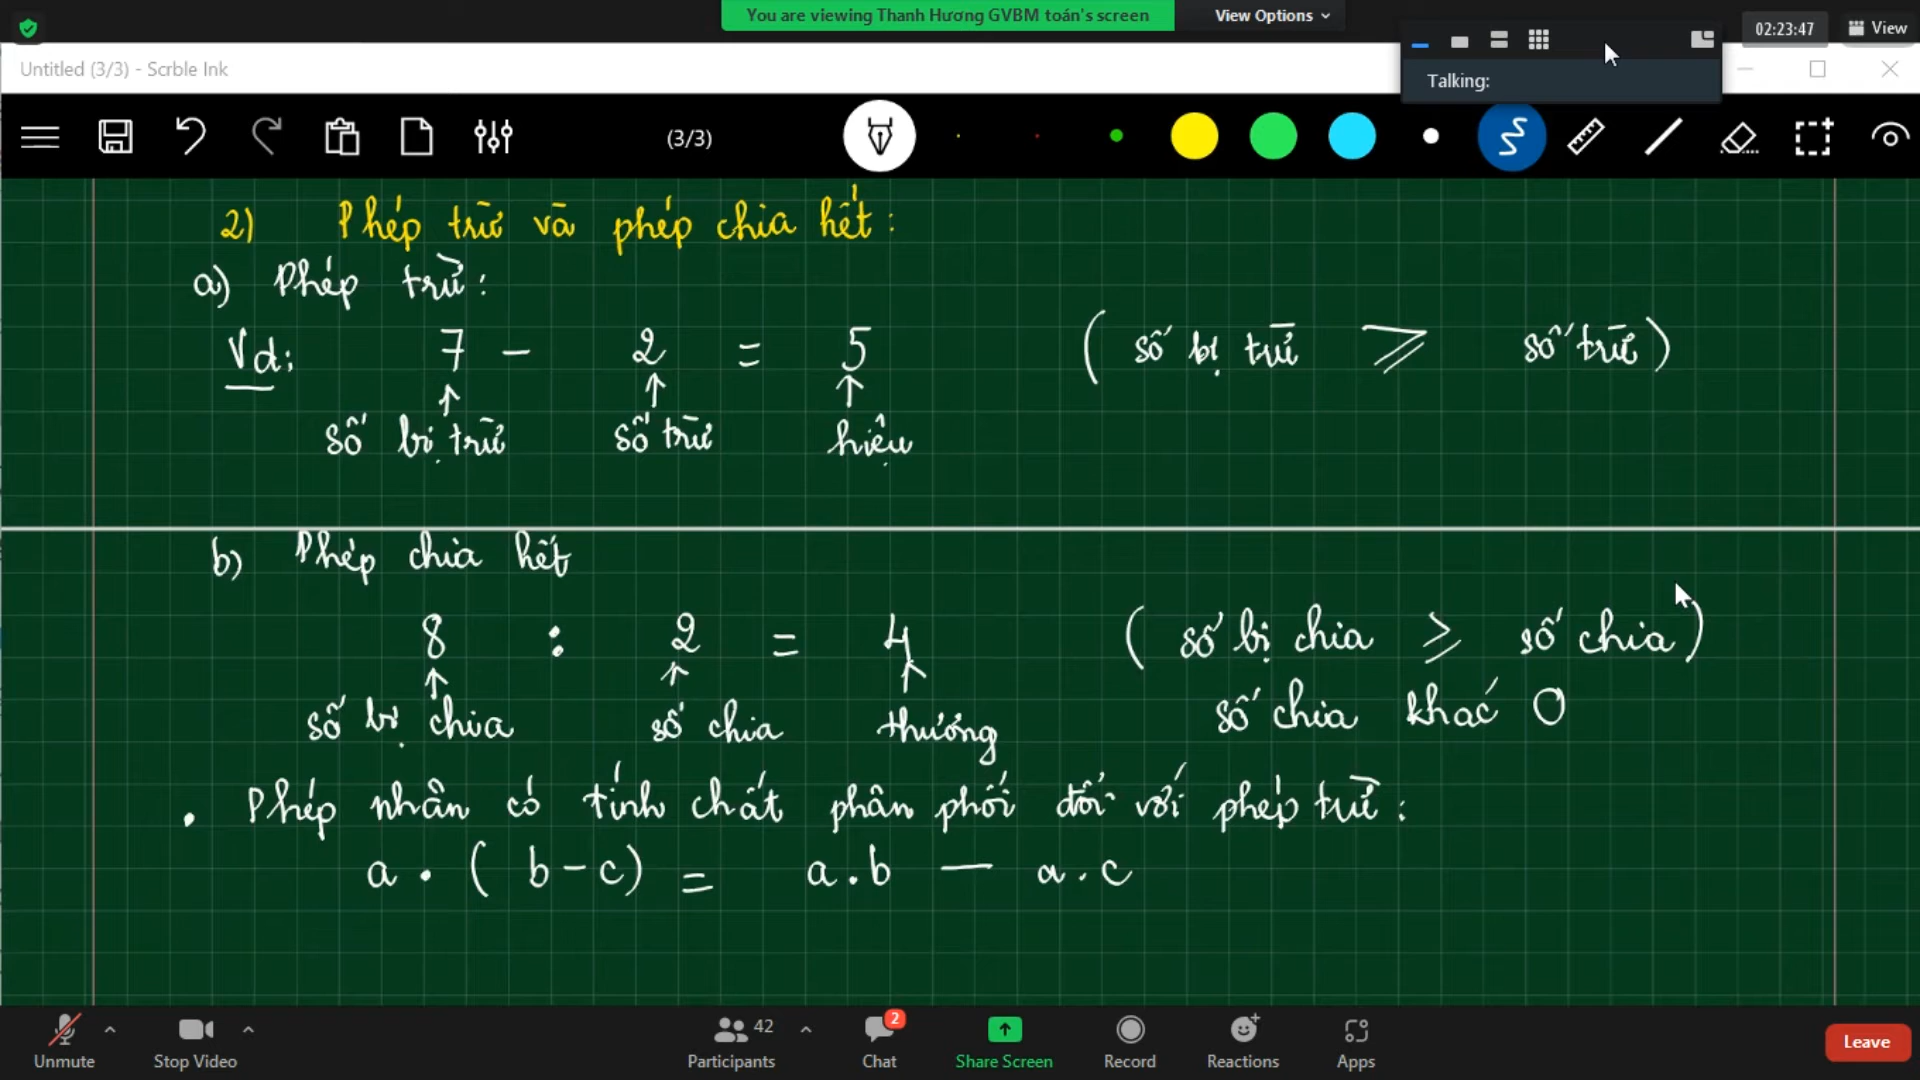 You are viewing Thanh Hương GVBM toán's screen
View Options
02:23:47
View
Untitled (3/3) - Scrble Ink
Talking:
(3/3)
2) Phép trừ và phép chia hết :
a) Phép trừ :
Vd: 7 - 2 = 5 ( số bị trừ ⩾ số trừ )
số bị trừ số trừ hiệu
b) Phép chia hết
8 : 2 = 4 ( số bị chia ⩾ số chia )
số bị chia số chia thương số chia khác 0
. Phép nhân có tính chất phân phối đối với phép trừ :
a . ( b - c ) = a . b - a . c
Unmute
Stop Video
42
Participants
2
Chat
Share Screen
Record
Reactions
Apps
Leave